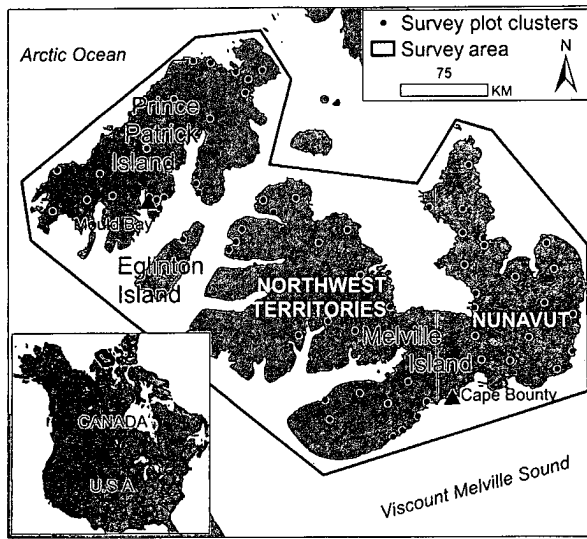 Survey plot clusters
Survey area
75
KM
N
Arctic Ocean
Prince
Patrick
Island
Mould Bay
Eglinton
Island
NORTHWEST
TERRITORIES
NUNAVUT
Melville
Island
Cape Bounty
Viscount Melville Sound
CANADA
U.S.A.